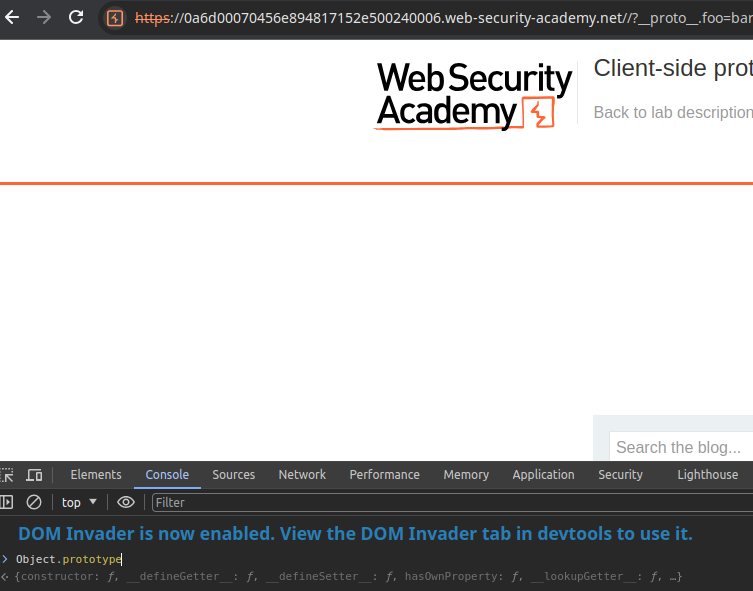 https://0a6d00070456e894817152e500240006.web-security-academy.net//?__proto__.foo=bar
Web Security
Academy
Client-side prot
Back to lab description
Search the blog...
Elements Console Sources Network Performance Memory Application Security Lighthouse
top Filter
DOM Invader is now enabled. View the DOM Invader tab in devtools to use it.
> Object.prototype
{constructor: ƒ, __defineGetter__: ƒ, __defineSetter__: ƒ, hasOwnProperty: ƒ, __lookupGetter__: ƒ, …}